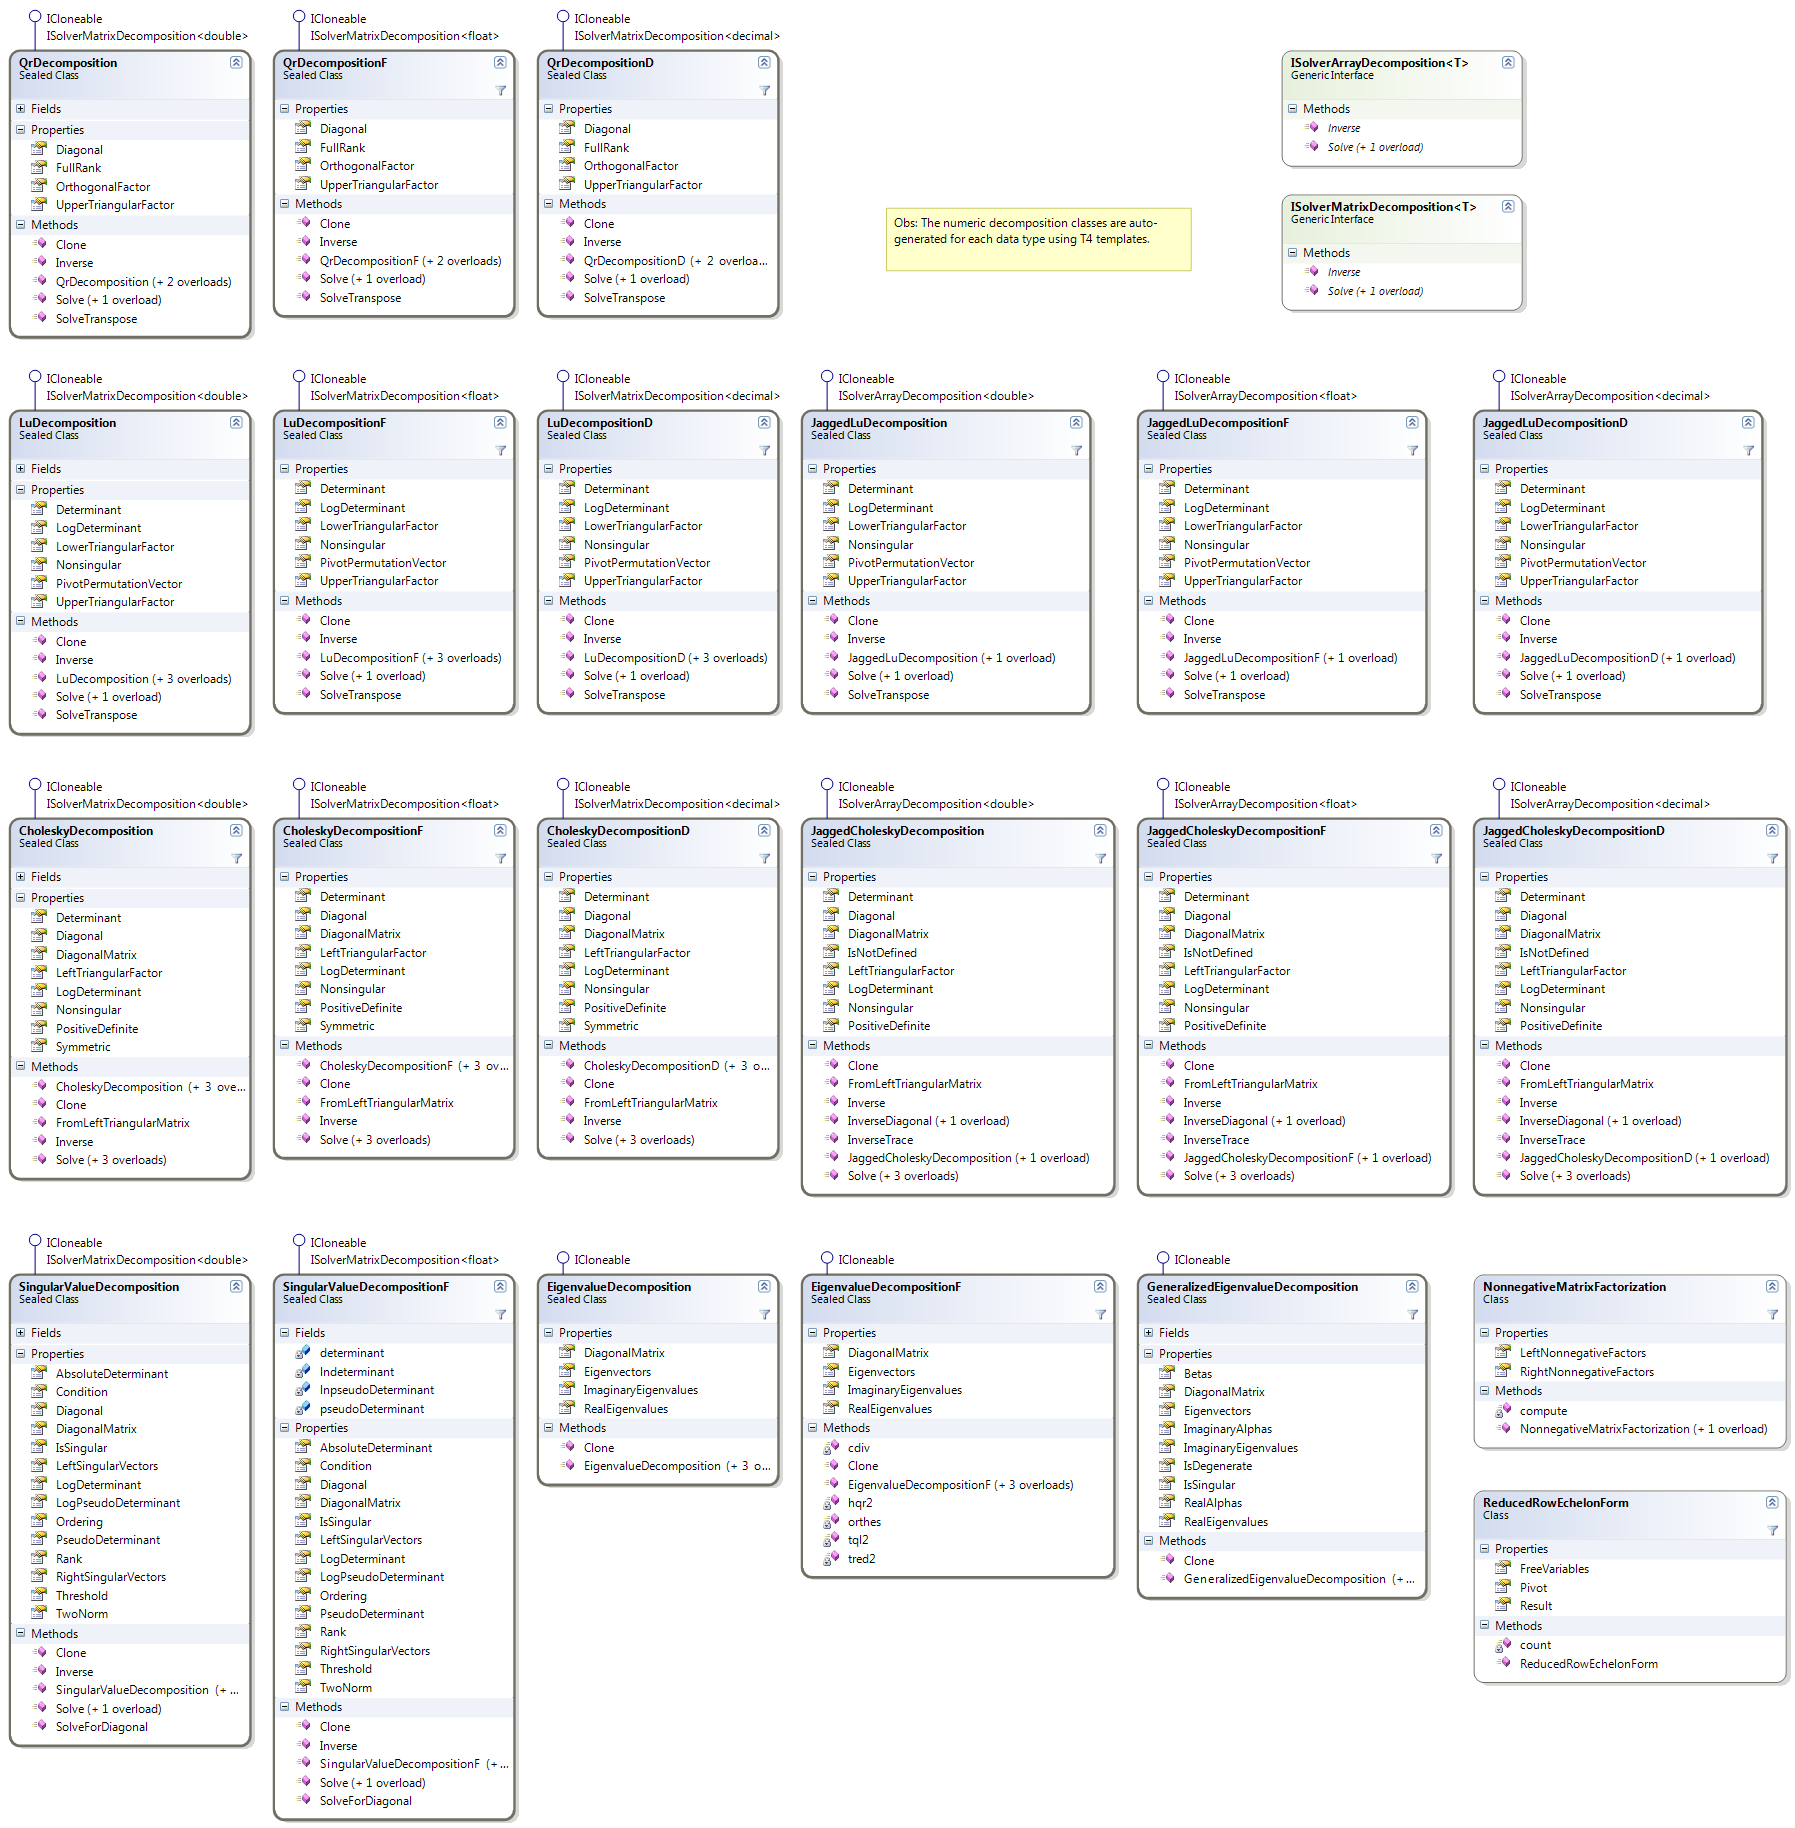 ICloneable
ISolverMatrixDecomposition<double>
QrDecomposition
Sealed Class
Fields
Properties
Diagonal
FullRank
OrthogonalFactor
UpperTriangularFactor
Methods
Clone
Inverse
QrDecomposition (+ 2 overloads)
Solve (+ 1 overload)
SolveTranspose
ICloneable
ISolverMatrixDecomposition<float>
QrDecompositionF
Sealed Class
Properties
Diagonal
FullRank
OrthogonalFactor
UpperTriangularFactor
Methods
Clone
Inverse
QrDecompositionF (+ 2 overloads)
Solve (+ 1 overload)
SolveTranspose
ICloneable
ISolverMatrixDecomposition<decimal>
QrDecompositionD
Sealed Class
Properties
Diagonal
FullRank
OrthogonalFactor
UpperTriangularFactor
Methods
Clone
Inverse
QrDecompositionD (+ 2 overloa...
Solve (+ 1 overload)
SolveTranspose
Obs: The numeric decomposition classes are auto-
generated for each data type using T4 templates.
ISolverArrayDecomposition<T>
Generic Interface
Methods
Inverse
Solve (+ 1 overload)
ISolverMatrixDecomposition<T>
Generic Interface
Methods
Inverse
Solve (+ 1 overload)
ICloneable
ISolverMatrixDecomposition<double>
LuDecomposition
Sealed Class
Fields
Properties
Determinant
LogDeterminant
LowerTriangularFactor
Nonsingular
PivotPermutationVector
UpperTriangularFactor
Methods
Clone
Inverse
LuDecomposition (+ 3 overloads)
Solve (+ 1 overload)
SolveTranspose
ICloneable
ISolverMatrixDecomposition<float>
LuDecompositionF
Sealed Class
Properties
Determinant
LogDeterminant
LowerTriangularFactor
Nonsingular
PivotPermutationVector
UpperTriangularFactor
Methods
Clone
Inverse
LuDecompositionF (+ 3 overloads)
Solve (+ 1 overload)
SolveTranspose
ICloneable
ISolverMatrixDecomposition<decimal>
LuDecompositionD
Sealed Class
Properties
Determinant
LogDeterminant
LowerTriangularFactor
Nonsingular
PivotPermutationVector
UpperTriangularFactor
Methods
Clone
Inverse
LuDecompositionD (+ 3 overloads)
Solve (+ 1 overload)
SolveTranspose
ICloneable
ISolverArrayDecomposition<double>
JaggedLuDecomposition
Sealed Class
Properties
Determinant
LogDeterminant
LowerTriangularFactor
Nonsingular
PivotPermutationVector
UpperTriangularFactor
Methods
Clone
Inverse
JaggedLuDecomposition (+ 1 overload)
Solve (+ 1 overload)
SolveTranspose
ICloneable
ISolverArrayDecomposition<float>
JaggedLuDecompositionF
Sealed Class
Properties
Determinant
LogDeterminant
LowerTriangularFactor
Nonsingular
PivotPermutationVector
UpperTriangularFactor
Methods
Clone
Inverse
JaggedLuDecompositionF (+ 1 overload)
Solve (+ 1 overload)
SolveTranspose
ICloneable
ISolverArrayDecomposition<decimal>
JaggedLuDecompositionD
Sealed Class
Properties
Determinant
LogDeterminant
LowerTriangularFactor
Nonsingular
PivotPermutationVector
UpperTriangularFactor
Methods
Clone
Inverse
JaggedLuDecompositionD (+ 1 overload)
Solve (+ 1 overload)
SolveTranspose
ICloneable
ISolverMatrixDecomposition<double>
CholeskyDecomposition
Sealed Class
Fields
Properties
Determinant
Diagonal
DiagonalMatrix
LeftTriangularFactor
LogDeterminant
Nonsingular
PositiveDefinite
Symmetric
Methods
CholeskyDecomposition (+ 3 ove...
Clone
FromLeftTriangularMatrix
Inverse
Solve (+ 3 overloads)
ICloneable
ISolverMatrixDecomposition<float>
CholeskyDecompositionF
Sealed Class
Properties
Determinant
Diagonal
DiagonalMatrix
LeftTriangularFactor
LogDeterminant
Nonsingular
PositiveDefinite
Symmetric
Methods
CholeskyDecompositionF (+ 3 ov...
Clone
FromLeftTriangularMatrix
Inverse
Solve (+ 3 overloads)
ICloneable
ISolverMatrixDecomposition<decimal>
CholeskyDecompositionD
Sealed Class
Properties
Determinant
Diagonal
DiagonalMatrix
LeftTriangularFactor
LogDeterminant
Nonsingular
PositiveDefinite
Symmetric
Methods
CholeskyDecompositionD (+ 3 o...
Clone
FromLeftTriangularMatrix
Inverse
Solve (+ 3 overloads)
ICloneable
ISolverArrayDecomposition<double>
JaggedCholeskyDecomposition
Sealed Class
Properties
Determinant
Diagonal
DiagonalMatrix
IsNotDefined
LeftTriangularFactor
LogDeterminant
Nonsingular
PositiveDefinite
Methods
Clone
FromLeftTriangularMatrix
Inverse
InverseDiagonal (+ 1 overload)
InverseTrace
JaggedCholeskyDecomposition (+ 1 overload)
Solve (+ 3 overloads)
ICloneable
ISolverArrayDecomposition<float>
JaggedCholeskyDecompositionF
Sealed Class
Properties
Determinant
Diagonal
DiagonalMatrix
IsNotDefined
LeftTriangularFactor
LogDeterminant
Nonsingular
PositiveDefinite
Methods
Clone
FromLeftTriangularMatrix
Inverse
InverseDiagonal (+ 1 overload)
InverseTrace
JaggedCholeskyDecompositionF (+ 1 overload)
Solve (+ 3 overloads)
ICloneable
ISolverArrayDecomposition<decimal>
JaggedCholeskyDecompositionD
Sealed Class
Properties
Determinant
Diagonal
DiagonalMatrix
IsNotDefined
LeftTriangularFactor
LogDeterminant
Nonsingular
PositiveDefinite
Methods
Clone
FromLeftTriangularMatrix
Inverse
InverseDiagonal (+ 1 overload)
InverseTrace
JaggedCholeskyDecompositionD (+ 1 overload)
Solve (+ 3 overloads)
ICloneable
ISolverMatrixDecomposition<double>
SingularValueDecomposition
Sealed Class
Fields
Properties
AbsoluteDeterminant
Condition
Diagonal
DiagonalMatrix
IsSingular
LeftSingularVectors
LogDeterminant
LogPseudoDeterminant
Ordering
PseudoDeterminant
Rank
RightSingularVectors
Threshold
TwoNorm
Methods
Clone
Inverse
SingularValueDecomposition (+ ...
Solve (+ 1 overload)
SolveForDiagonal
ICloneable
ISolverMatrixDecomposition<float>
SingularValueDecompositionF
Sealed Class
Fields
determinant
lndeterminant
lnpseudoDeterminant
pseudoDeterminant
Properties
AbsoluteDeterminant
Condition
Diagonal
DiagonalMatrix
IsSingular
LeftSingularVectors
LogDeterminant
LogPseudoDeterminant
Ordering
PseudoDeterminant
Rank
RightSingularVectors
Threshold
TwoNorm
Methods
Clone
Inverse
SingularValueDecompositionF (+ ...
Solve (+ 1 overload)
SolveForDiagonal
ICloneable
EigenvalueDecomposition
Sealed Class
Properties
DiagonalMatrix
Eigenvectors
ImaginaryEigenvalues
RealEigenvalues
Methods
Clone
EigenvalueDecomposition (+ 3 o...
ICloneable
EigenvalueDecompositionF
Sealed Class
Properties
DiagonalMatrix
Eigenvectors
ImaginaryEigenvalues
RealEigenvalues
Methods
cdiv
Clone
EigenvalueDecompositionF (+ 3 overloads)
hqr2
orthes
tql2
tred2
ICloneable
GeneralizedEigenvalueDecomposition
Sealed Class
Fields
Properties
Betas
DiagonalMatrix
Eigenvectors
ImaginaryAlphas
ImaginaryEigenvalues
IsDegenerate
IsSingular
RealAlphas
RealEigenvalues
Methods
Clone
GeneralizedEigenvalueDecomposition (+ ...
NonnegativeMatrixFactorization
Class
Properties
LeftNonnegativeFactors
RightNonnegativeFactors
Methods
compute
NonnegativeMatrixFactorization (+ 1 overload)
ReducedRowEchelonForm
Class
Properties
FreeVariables
Pivot
Result
Methods
count
ReducedRowEchelonForm